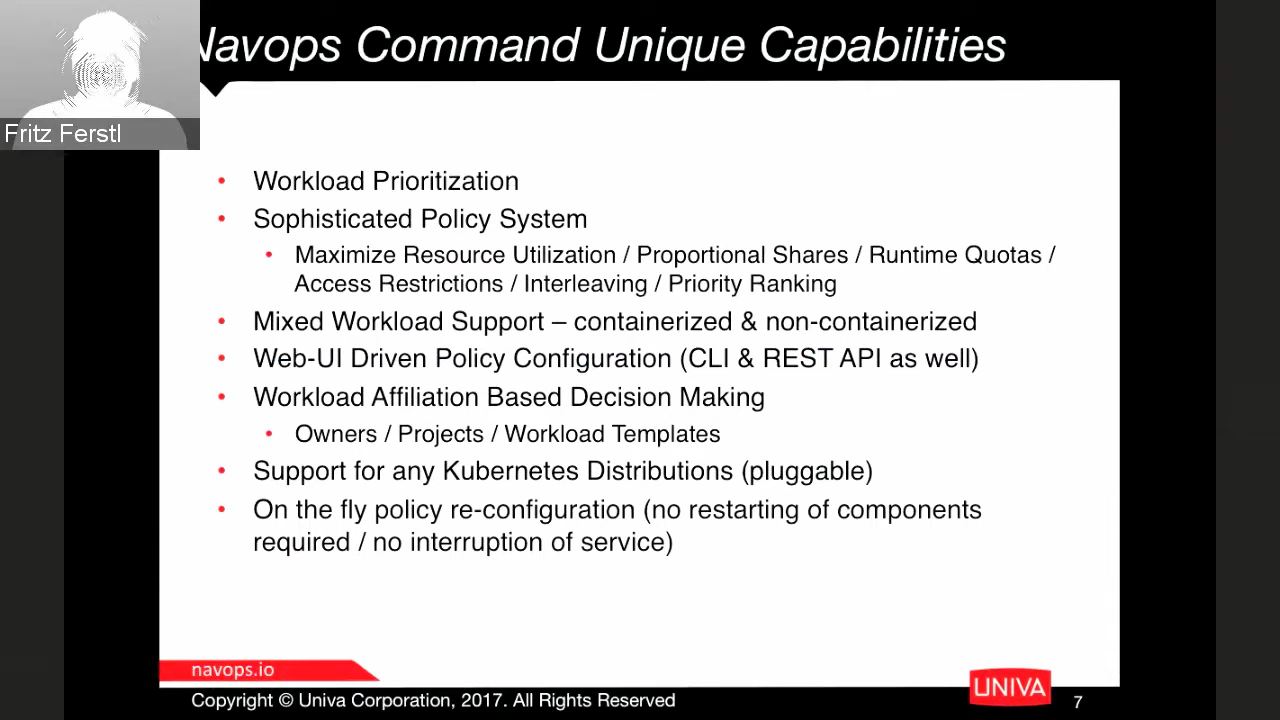 Navops Command Unique Capabilities
Fritz Ferstl
• Workload Prioritization
• Sophisticated Policy System
• Maximize Resource Utilization / Proportional Shares / Runtime Quotas /
Access Restrictions / Interleaving / Priority Ranking
• Mixed Workload Support – containerized & non-containerized
• Web-UI Driven Policy Configuration (CLI & REST API as well)
• Workload Affiliation Based Decision Making
• Owners / Projects / Workload Templates
• Support for any Kubernetes Distributions (pluggable)
• On the fly policy re-configuration (no restarting of components
required / no interruption of service)
navops.io
Copyright © Univa Corporation, 2017. All Rights Reserved
UNIVA
7